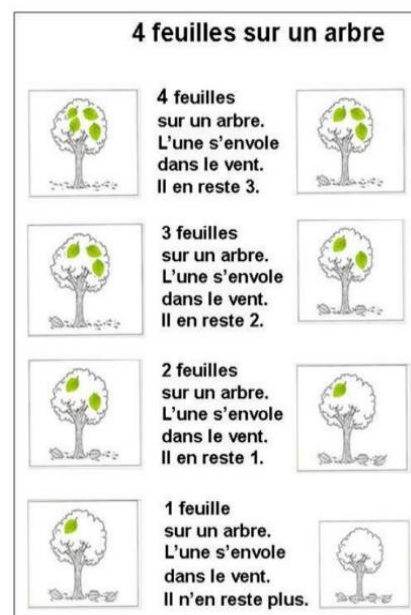 4 feuilles sur un arbre
4 feuilles
sur un arbre.
L'une s'envole
dans le vent.
Il en reste 3.
3 feuilles
sur un arbre.
L'une s'envole
dans le vent.
Il en reste 2.
2 feuilles
sur un arbre.
L'une s'envole
dans le vent.
Il en reste 1.
1 feuille
sur un arbre.
L'une s'envole
dans le vent.
Il n'en reste plus.